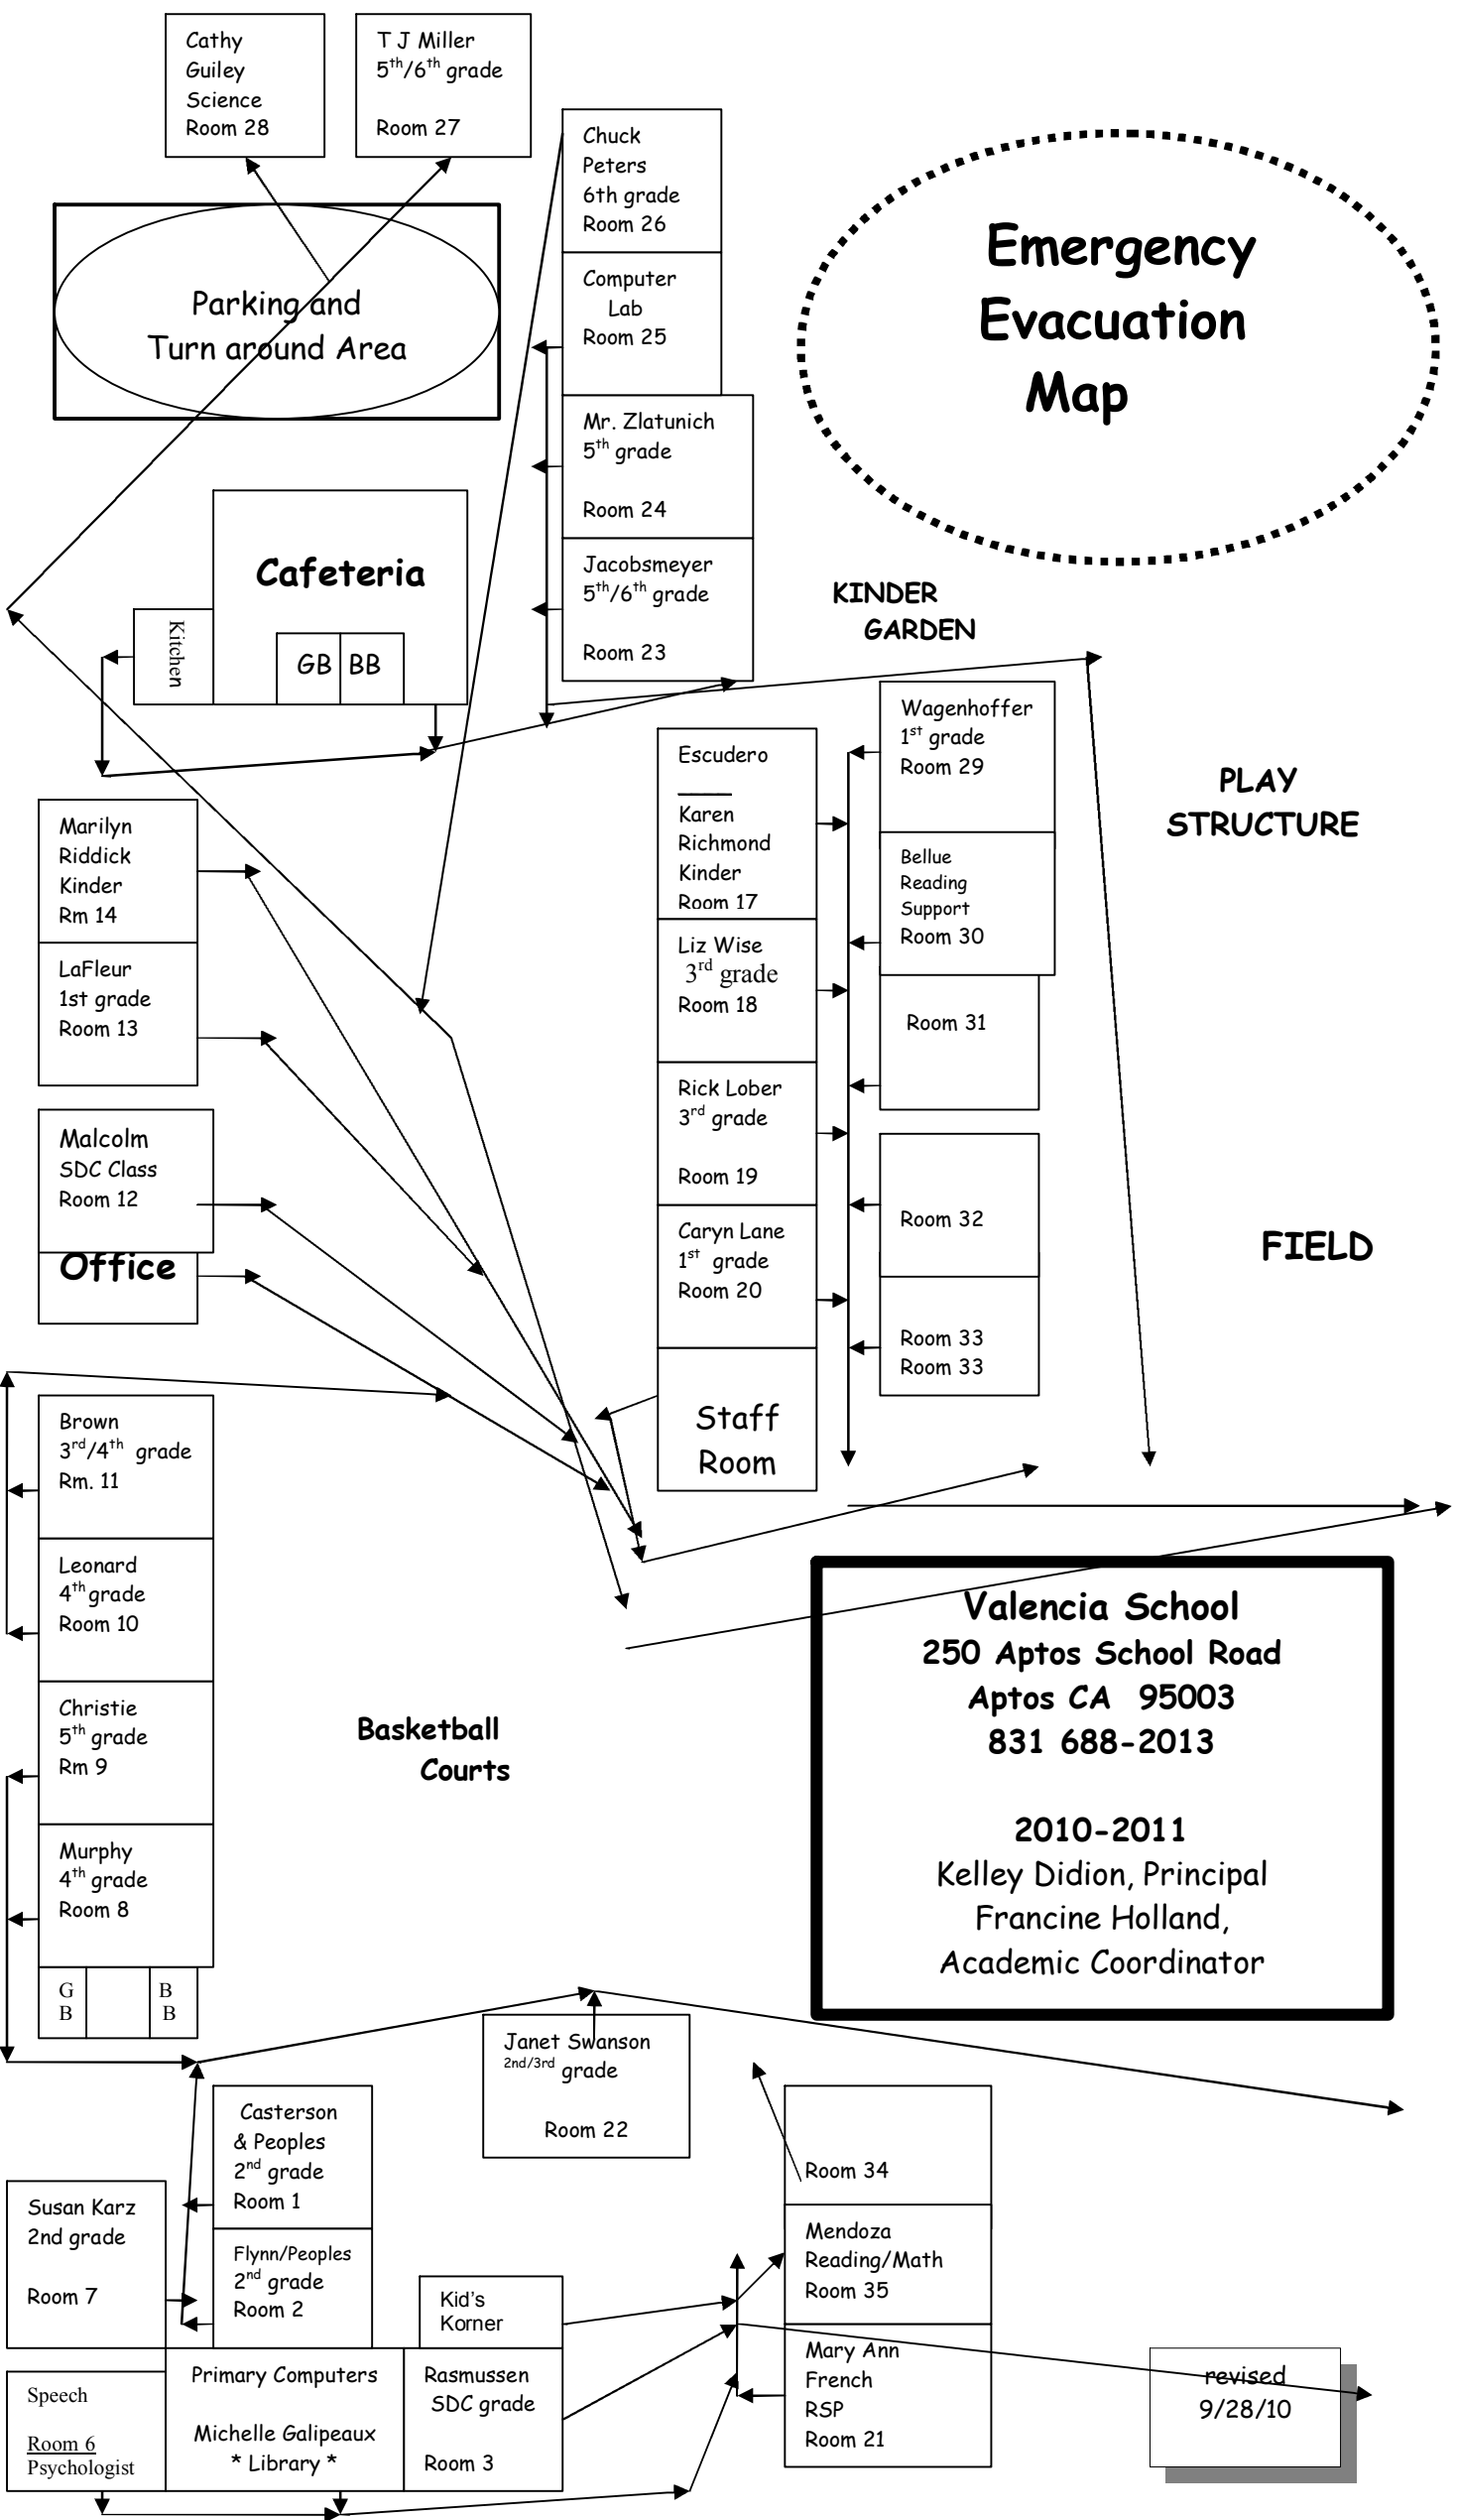 Cathy
Guiley
Science
Room 28
T J Miller
5th/6th grade
Room 27
Chuck
Peters
6th grade
Room 26
Computer
Lab
Room 25
Mr. Zlatunich
5th grade
Room 24
Jacobsmeyer
5th/6th grade
Room 23
Emergency
Evacuation
Map
Parking and
Turn around Area
Cafeteria
Kitchen
GB
BB
KINDER
GARDEN
Wagenhoffer
1st grade
Room 29
Bellue
Reading
Support
Room 30
Room 31
Room 32
Room 33
Room 33
PLAY
STRUCTURE
FIELD
Escudero
____
Karen
Richmond
Kinder
Room 17
Liz Wise
3rd grade
Room 18
Rick Lober
3rd grade
Room 19
Caryn Lane
1st grade
Room 20
Staff
Room
Marilyn
Riddick
Kinder
Rm 14
LaFleur
1st grade
Room 13
Malcolm
SDC Class
Room 12
Office
Brown
3rd/4th grade
Rm. 11
Leonard
4th grade
Room 10
Christie
5th grade
Rm 9
Murphy
4th grade
Room 8
G
B
B
B
Basketball
Courts
Valencia School
250 Aptos School Road
Aptos CA 95003
831 688-2013
2010-2011
Kelley Didion, Principal
Francine Holland,
Academic Coordinator
Janet Swanson
2nd/3rd grade
Room 22
Casterson
& Peoples
2nd grade
Room 1
Flynn/Peoples
2nd grade
Room 2
Susan Karz
2nd grade
Room 7
Kid's
Korner
Speech
Room 6
Psychologist
Primary Computers
Michelle Galipeaux
* Library *
Rasmussen
SDC grade
Room 3
Room 34
Mendoza
Reading/Math
Room 35
Mary Ann
French
RSP
Room 21
revised
9/28/10